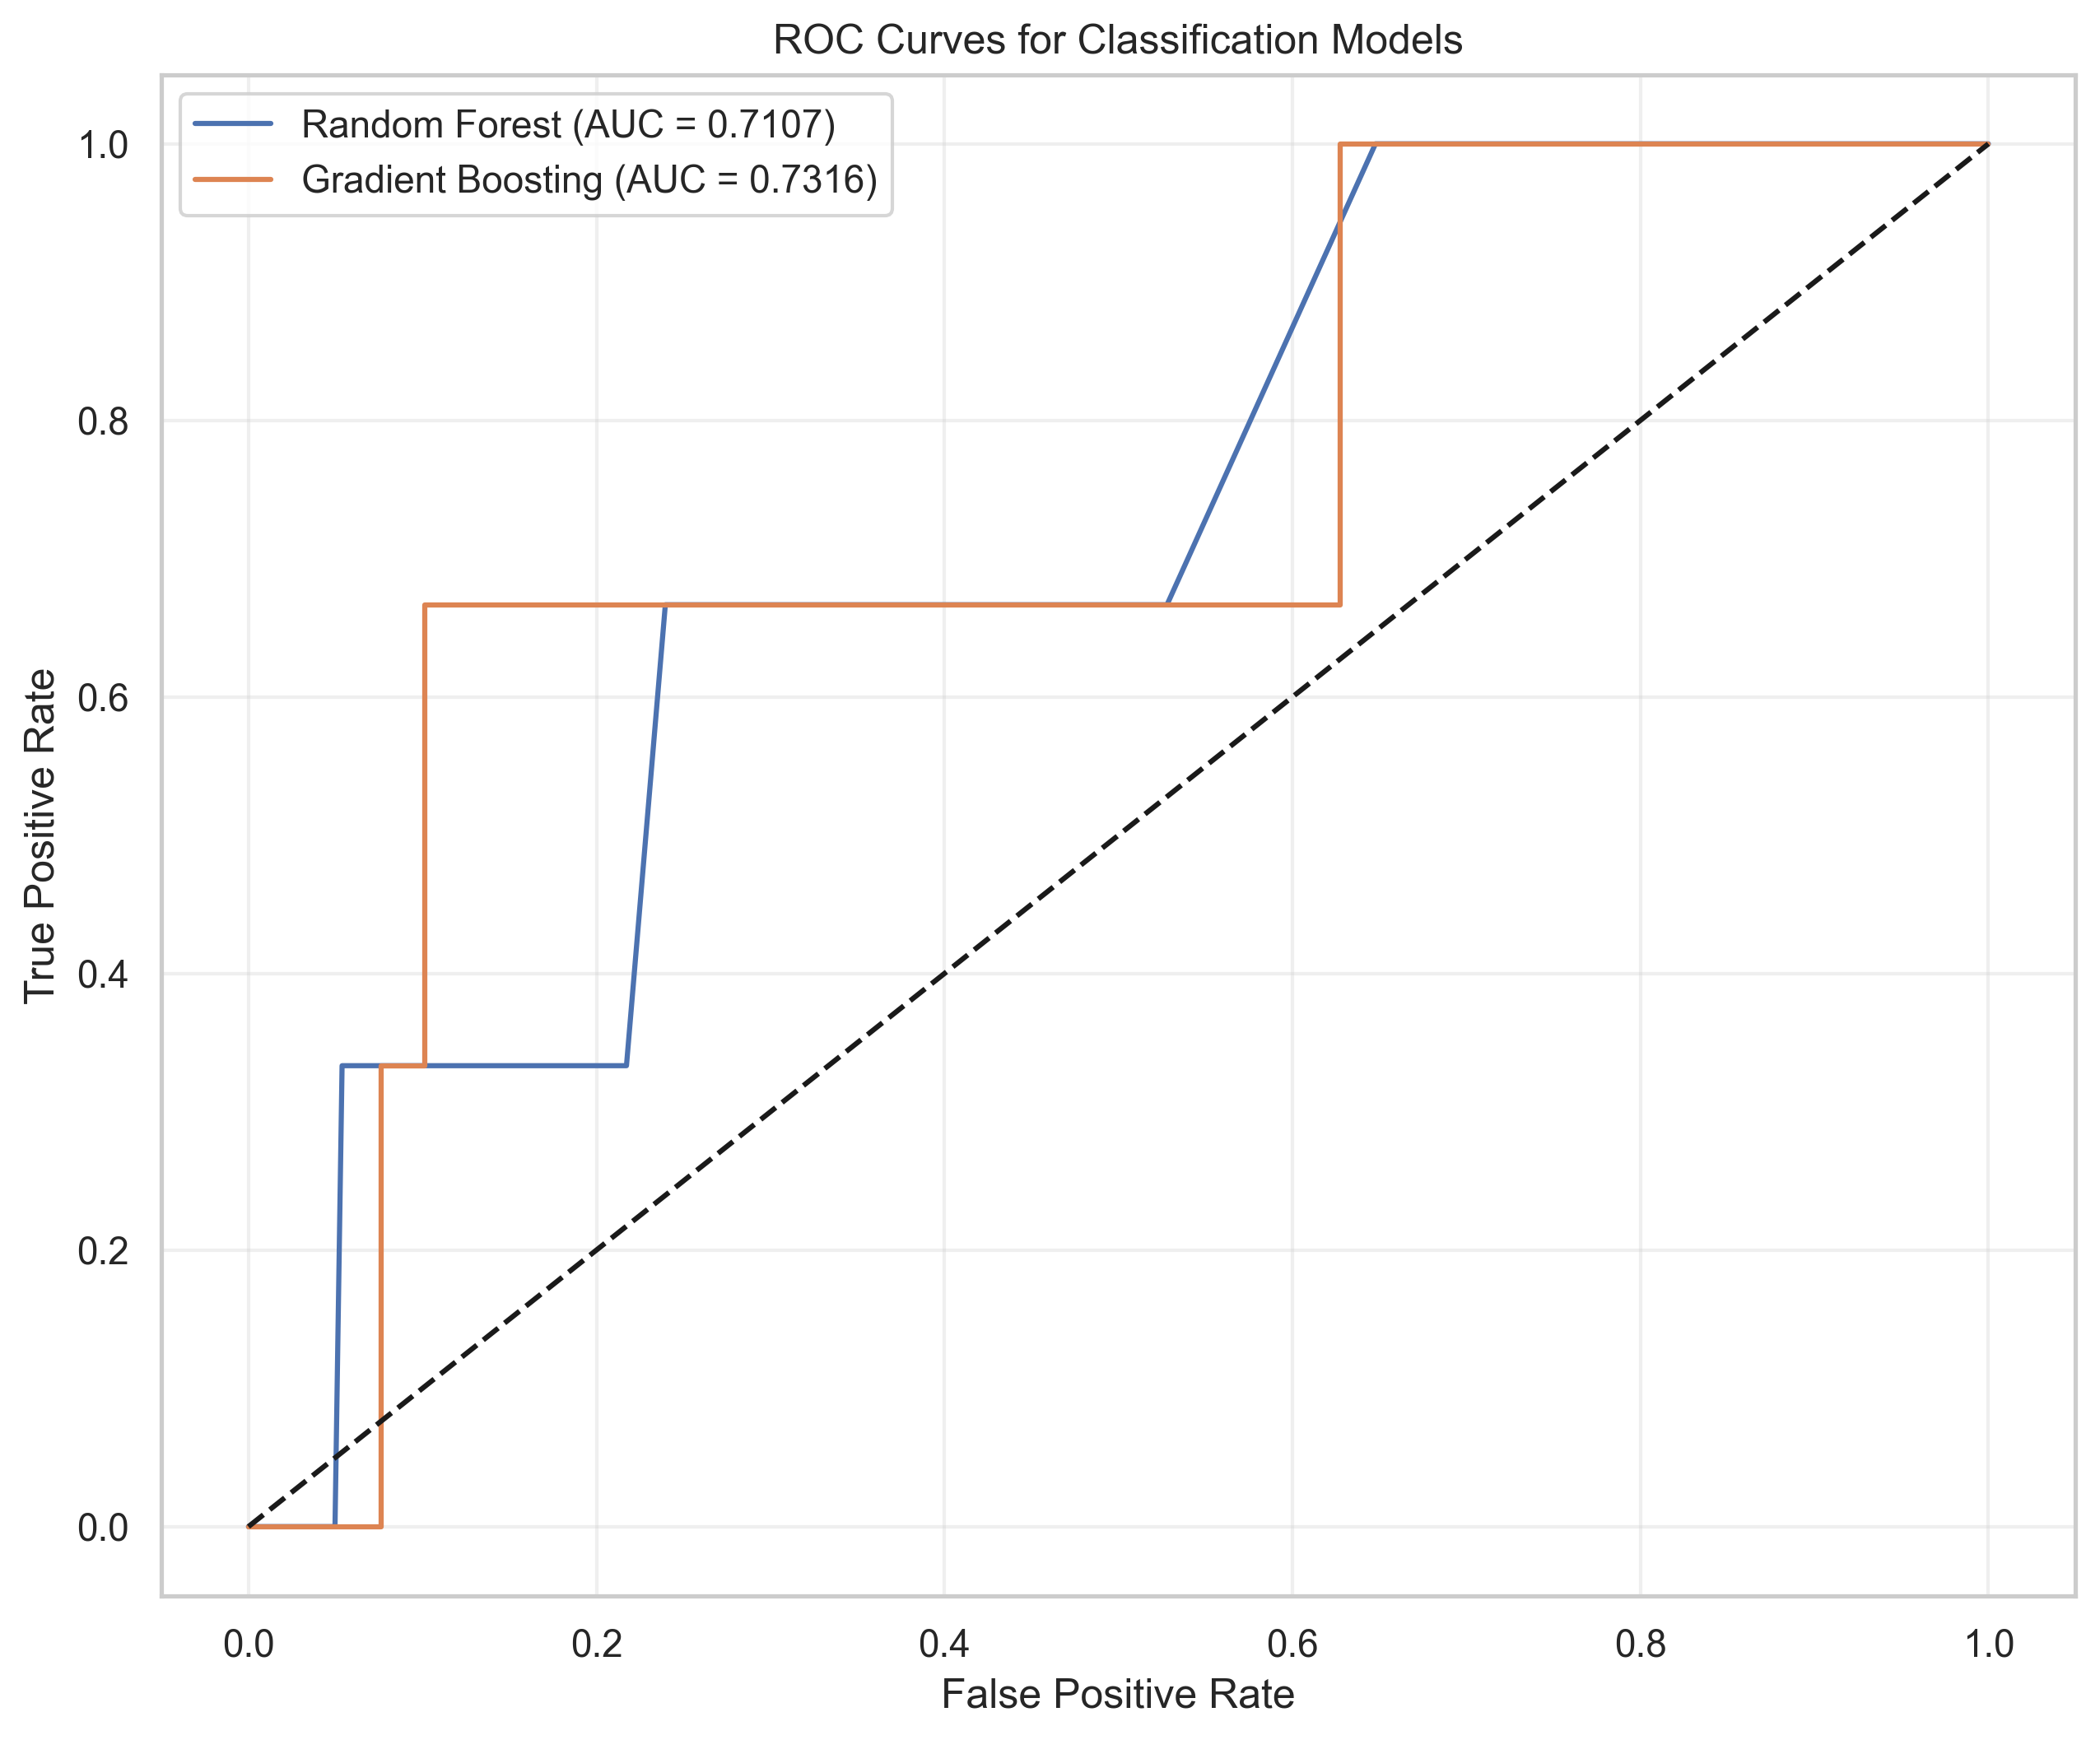 ROC Curves for Classification Models
Random Forest (AUC = 0.7107)
Gradient Boosting (AUC = 0.7316)
True Positive Rate
1.0
0.8
0.6
0.4
0.2
0.0
0.0 0.2 0.4 0.6 0.8 1.0
False Positive Rate